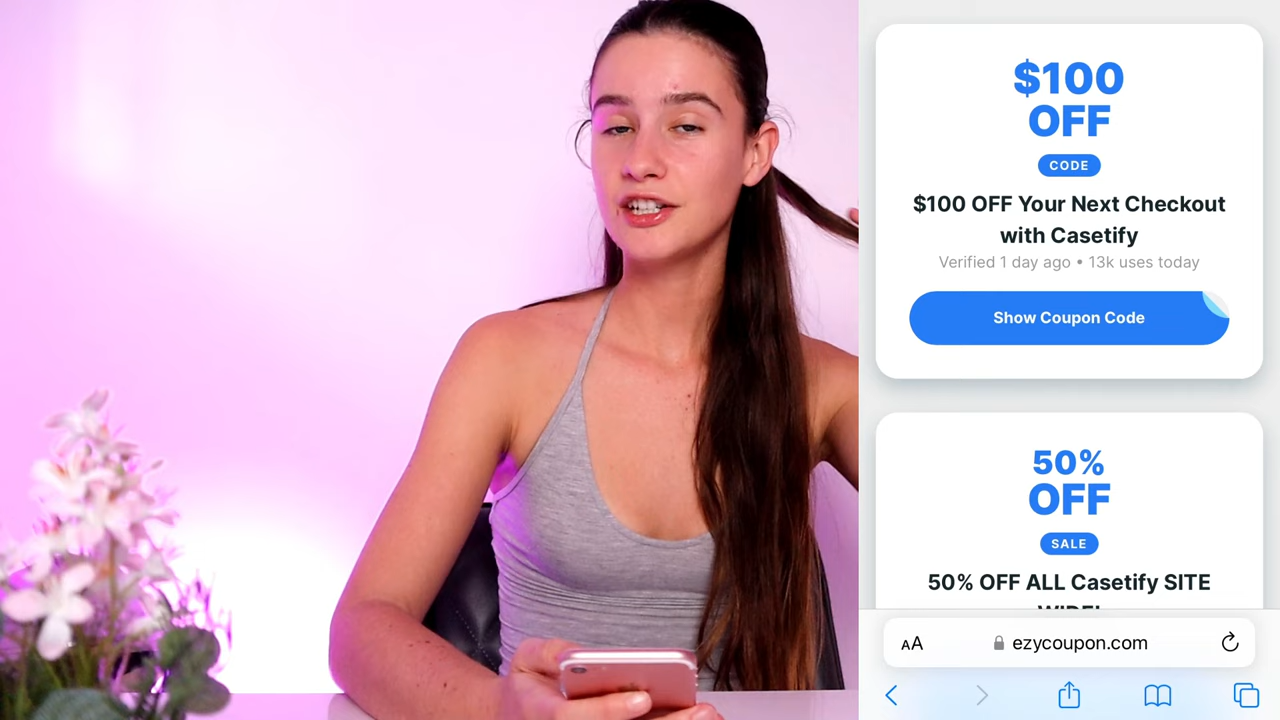 $100
OFF
CODE
$100 OFF Your Next Checkout
with Casetify
Verified 1 day ago • 13k uses today
Show Coupon Code
50%
OFF
SALE
50% OFF ALL Casetify SITE
WIDE!
AA
ezycoupon.com